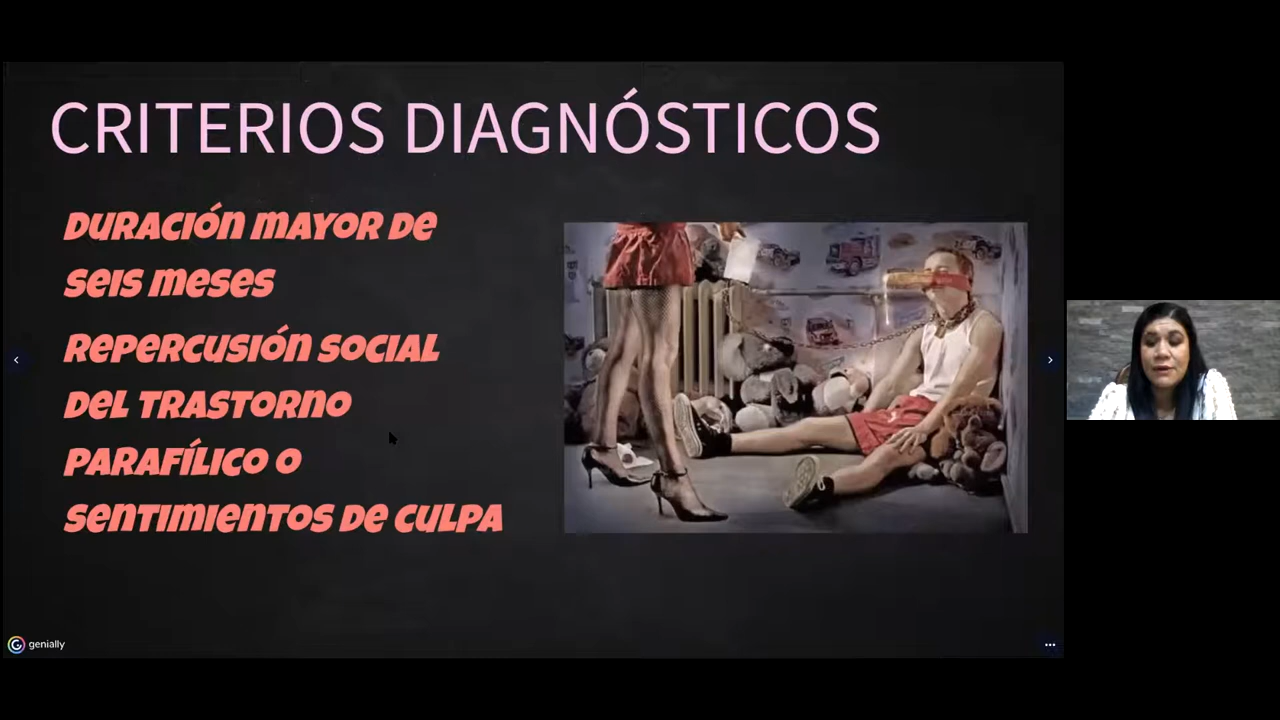 CRITERIOS DIAGNÓSTICOS
DURACIÓN MAYOR DE
SEIS MESES
REPERCUSIÓN SOCIAL
DEL TRASTORNO
PARAFÍLICO O
SENTIMIENTOS DE CULPA
genially